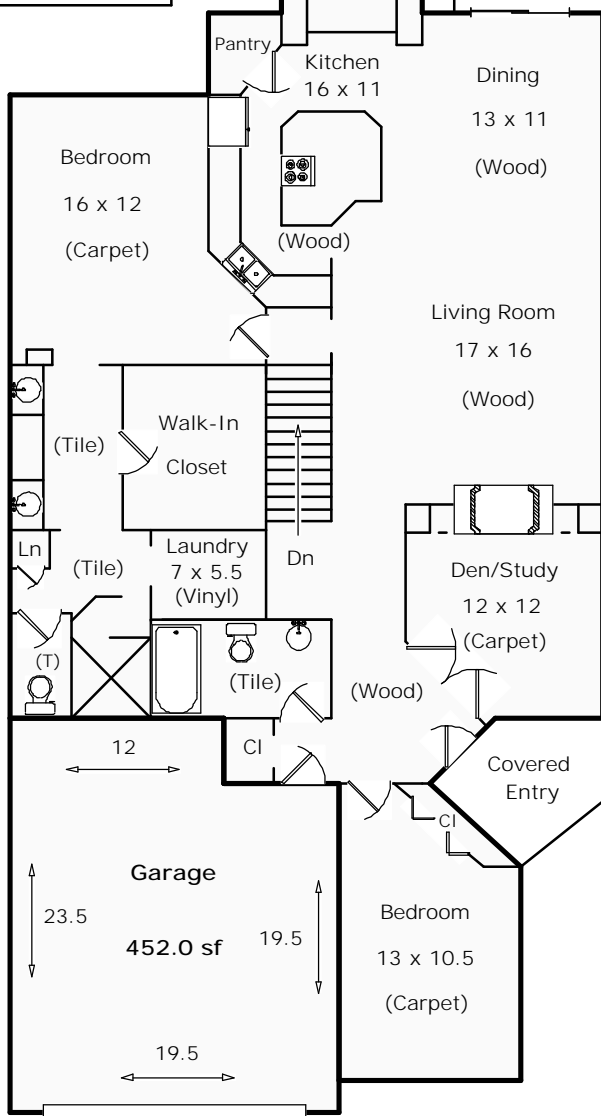 Pantry
Kitchen
16 x 11
Dining
13 x 11
(Wood)
Bedroom
16 x 12
(Carpet)
(Wood)
Living Room
17 x 16
(Wood)
Walk-In
Closet
(Tile)
Ln
(Tile)
Laundry
7 x 5.5
(Vinyl)
Dn
Den/Study
12 x 12
(Carpet)
(T)
(Tile)
(Wood)
Cl
Covered
Entry
Cl
12
Garage
23.5
452.0 sf
19.5
19.5
Bedroom
13 x 10.5
(Carpet)